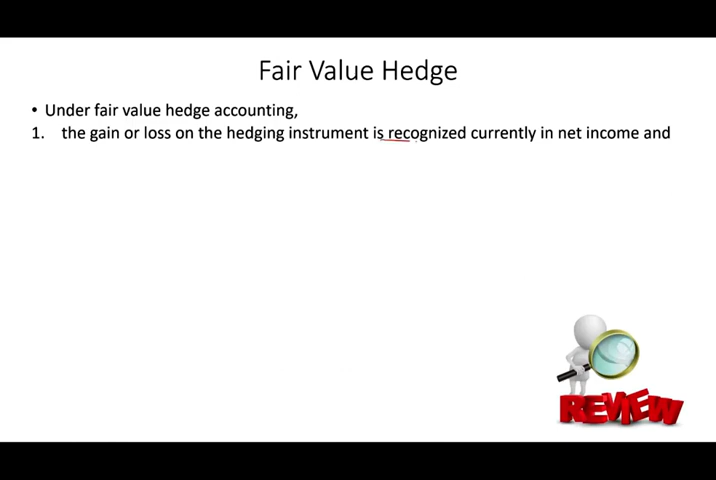 Fair Value Hedge
• Under fair value hedge accounting,
1. the gain or loss on the hedging instrument is recognized currently in net income and
REVIEW